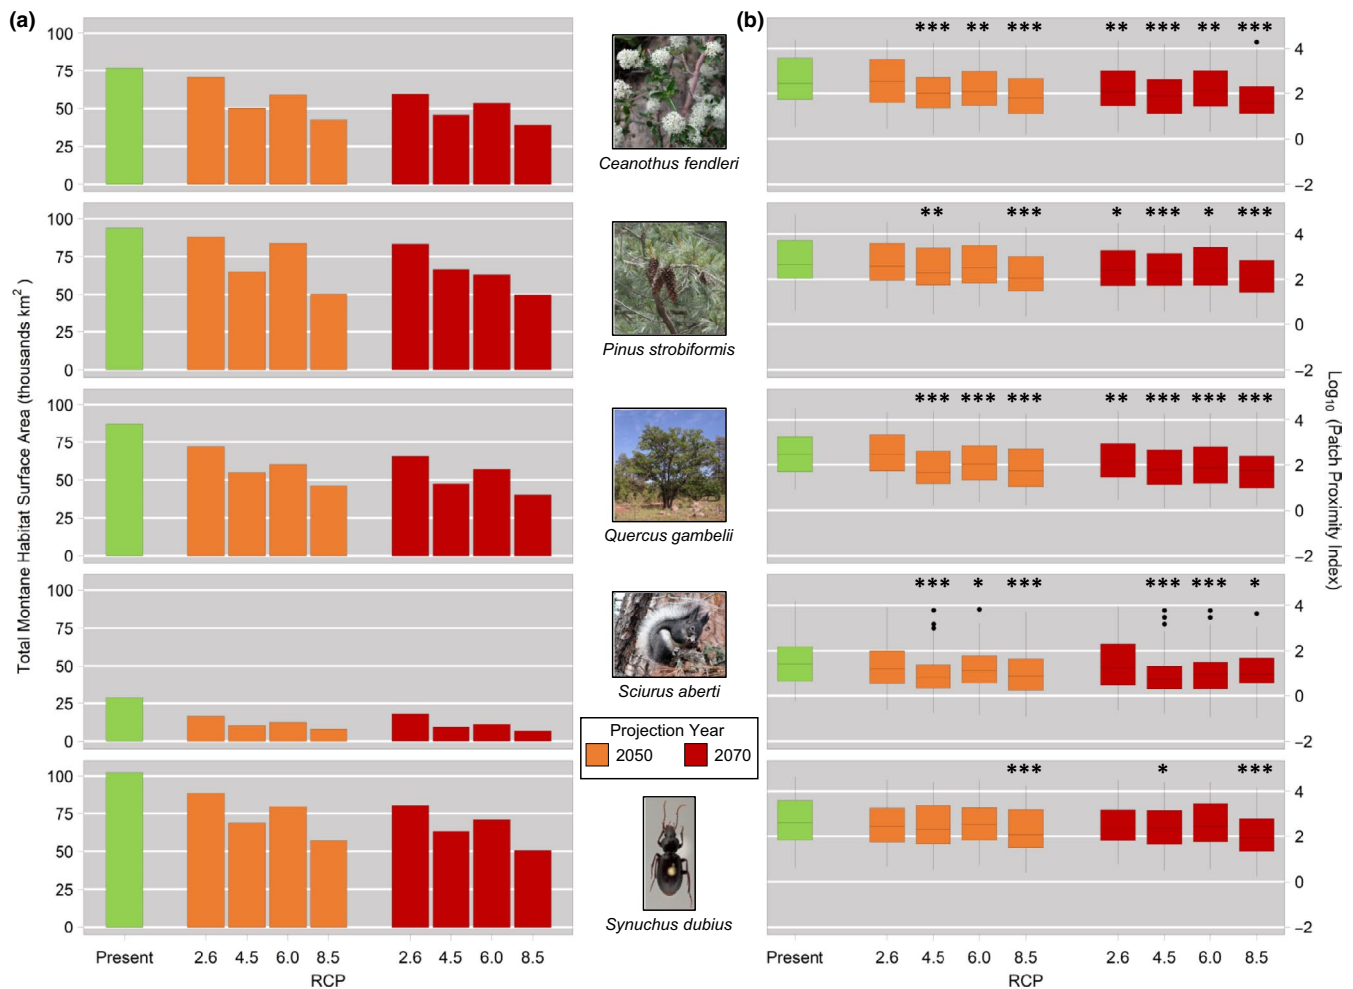 (a)
(b)
Total Montane Habitat Surface Area (thousands km²)
100
75
50
25
0
Ceanothus fendleri
*** ** *** ** *** ** ***
4
2
0
−2
100
75
50
25
0
Pinus strobiformis
** *** * *** * ***
4
2
0
−2
100
75
50
25
0
Quercus gambelii
*** *** *** ** *** *** ***
4
2
0
−2
Log₁₀ (Patch Proximity Index)
100
75
50
25
0
Sciurus aberti
*** * *** *** *** *
4
2
0
−2
Projection Year
2050 2070
100
75
50
25
0
Synuchus dubius
*** * ***
4
2
0
−2
Present 2.6 4.5 6.0 8.5 2.6 4.5 6.0 8.5
RCP
Present 2.6 4.5 6.0 8.5 2.6 4.5 6.0 8.5
RCP